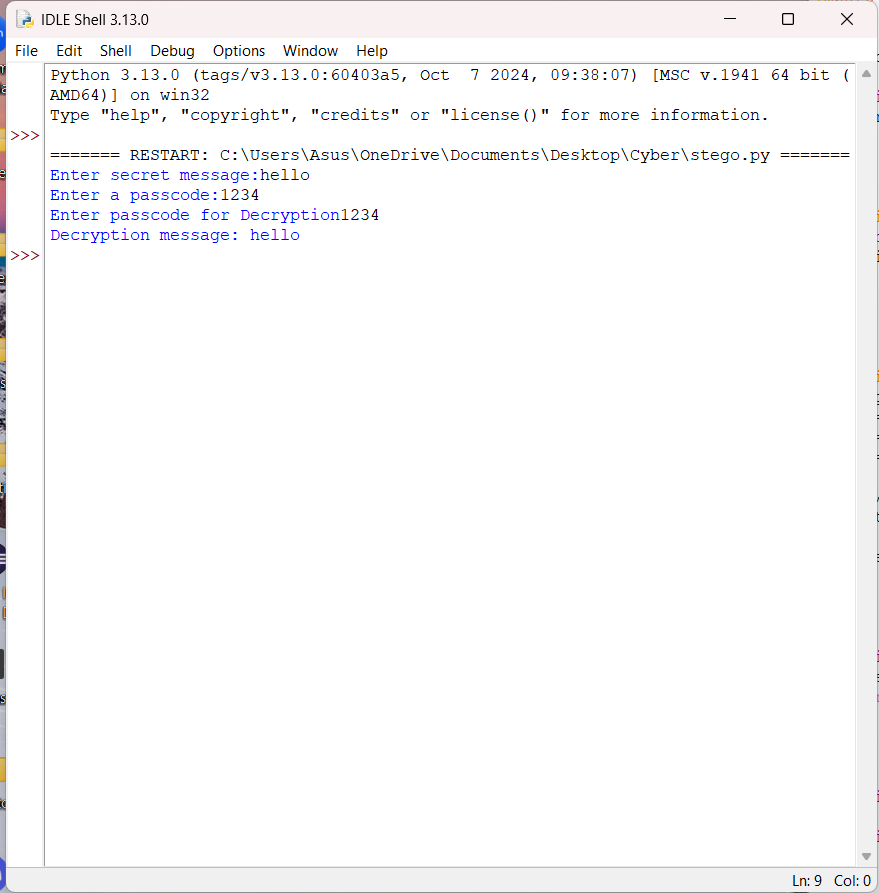 IDLE Shell 3.13.0
File Edit Shell Debug Options Window Help
Python 3.13.0 (tags/v3.13.0:60403a5, Oct  7 2024, 09:38:07) [MSC v.1941 64 bit (
AMD64)] on win32
Type "help", "copyright", "credits" or "license()" for more information.
>>>
======= RESTART: C:\Users\Asus\OneDrive\Documents\Desktop\Cyber\stego.py =======
Enter secret message:hello
Enter a passcode:1234
Enter passcode for Decryption1234
Decryption message: hello
>>>
Ln: 9 Col: 0